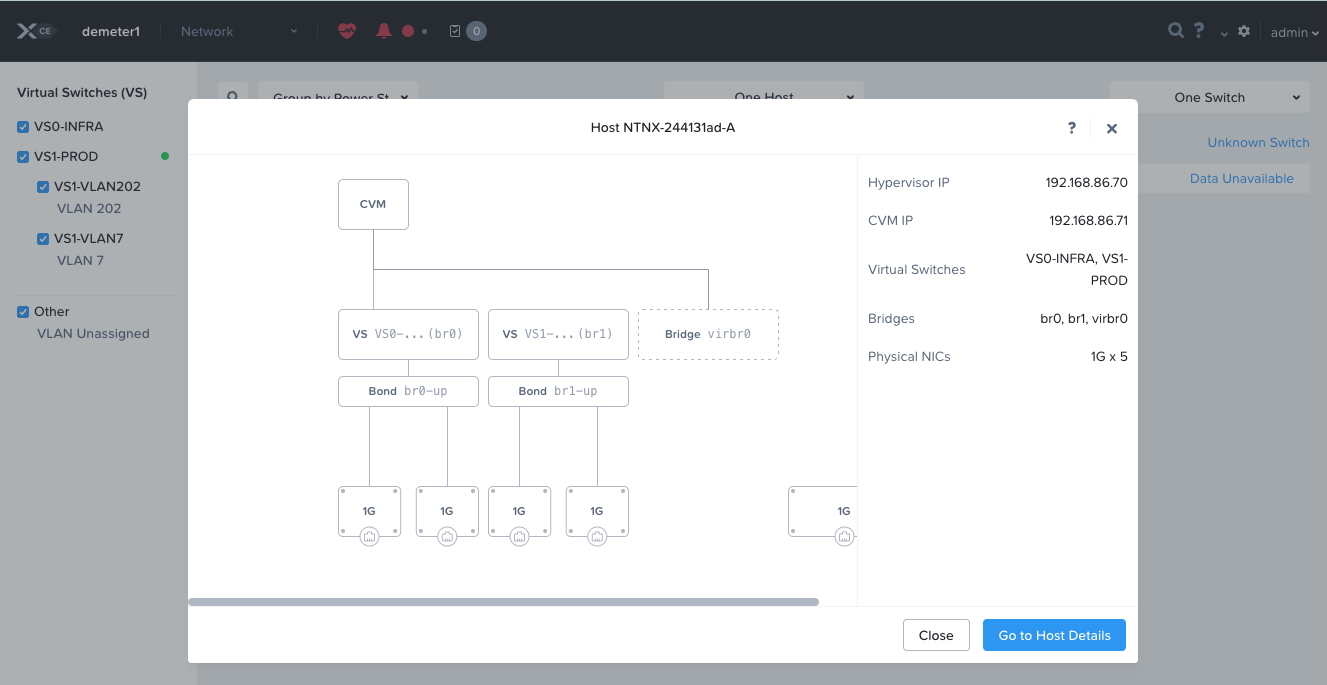 X CE demeter1 Network 0 ? admin
Virtual Switches (VS)
VS0-INFRA
VS1-PROD
VS1-VLAN202
VLAN 202
VS1-VLAN7
VLAN 7
Other
VLAN Unassigned
Group by Power St
One Host
One Switch
Unknown Switch
Data Unavailable
Host NTNX-244131ad-A
?
CVM
VS VS0-...(br0)
VS VS1-...(br1)
Bridge virbr0
Bond br0-up
Bond br1-up
1G
1G
1G
1G
1G
Hypervisor IP 192.168.86.70
CVM IP 192.168.86.71
Virtual Switches VS0-INFRA, VS1-
PROD
Bridges br0, br1, virbr0
Physical NICs 1G x 5
Close
Go to Host Details